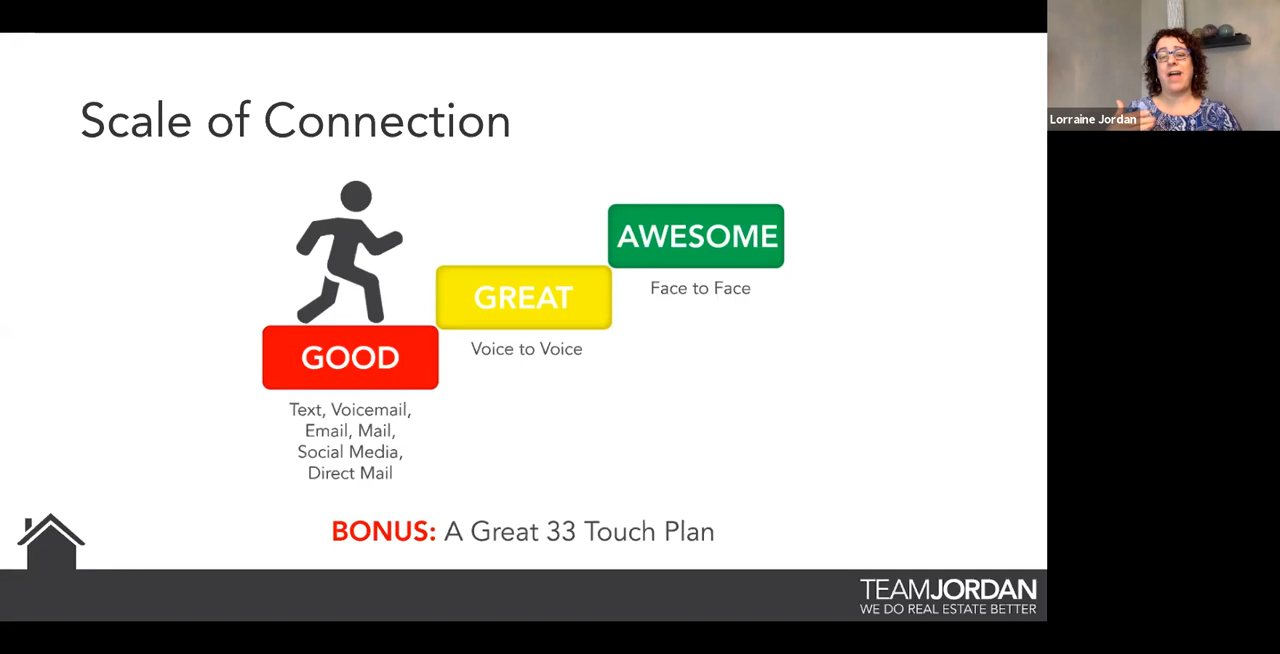 Scale of Connection
AWESOME
Face to Face
GREAT
Voice to Voice
GOOD
Text, Voicemail,
Email, Mail,
Social Media,
Direct Mail
BONUS: A Great 33 Touch Plan
TEAMJORDAN
WE DO REAL ESTATE BETTER
Lorraine Jordan